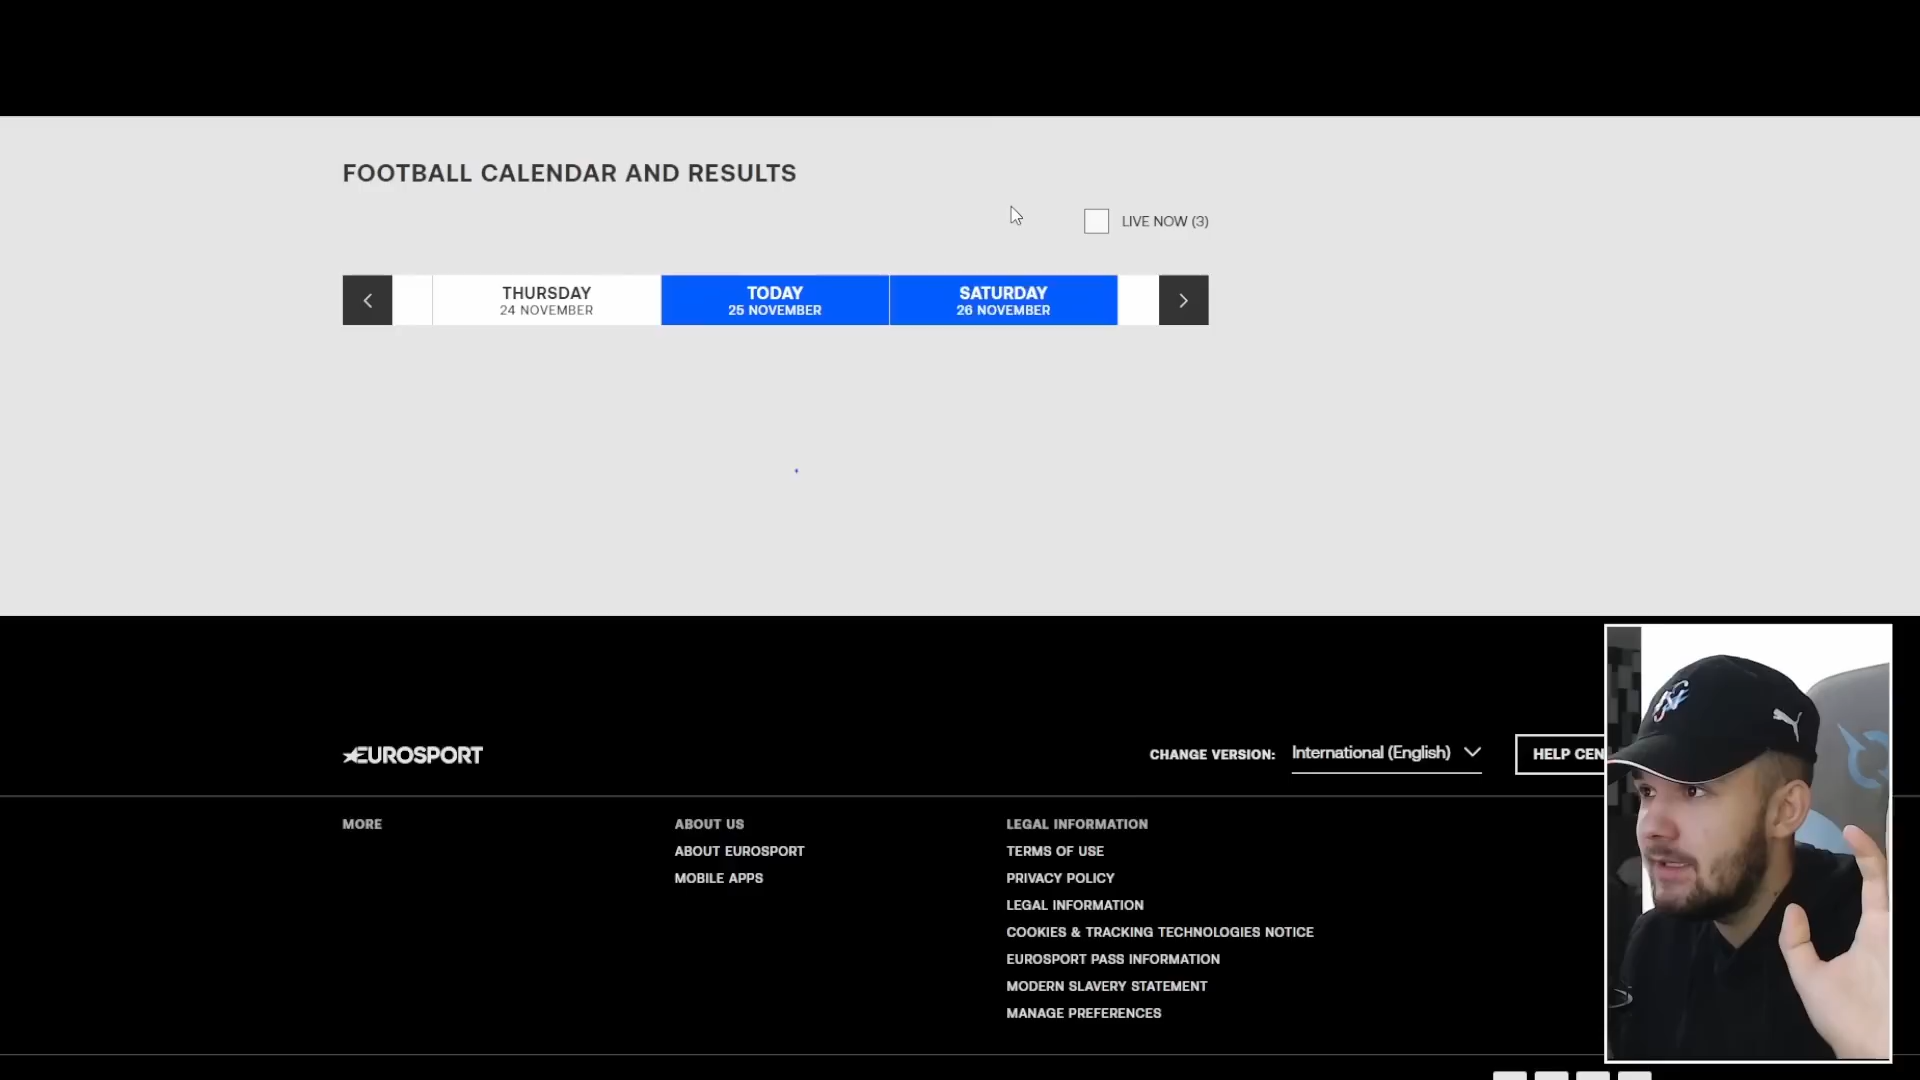 FOOTBALL CALENDAR AND RESULTS
LIVE NOW (3)
THURSDAY
24 NOVEMBER
TODAY
25 NOVEMBER
SATURDAY
26 NOVEMBER
EUROSPORT
CHANGE VERSION:
International (English)
HELP CEN
MORE
ABOUT US
ABOUT EUROSPORT
MOBILE APPS
LEGAL INFORMATION
TERMS OF USE
PRIVACY POLICY
LEGAL INFORMATION
COOKIES & TRACKING TECHNOLOGIES NOTICE
EUROSPORT PASS INFORMATION
MODERN SLAVERY STATEMENT
MANAGE PREFERENCES